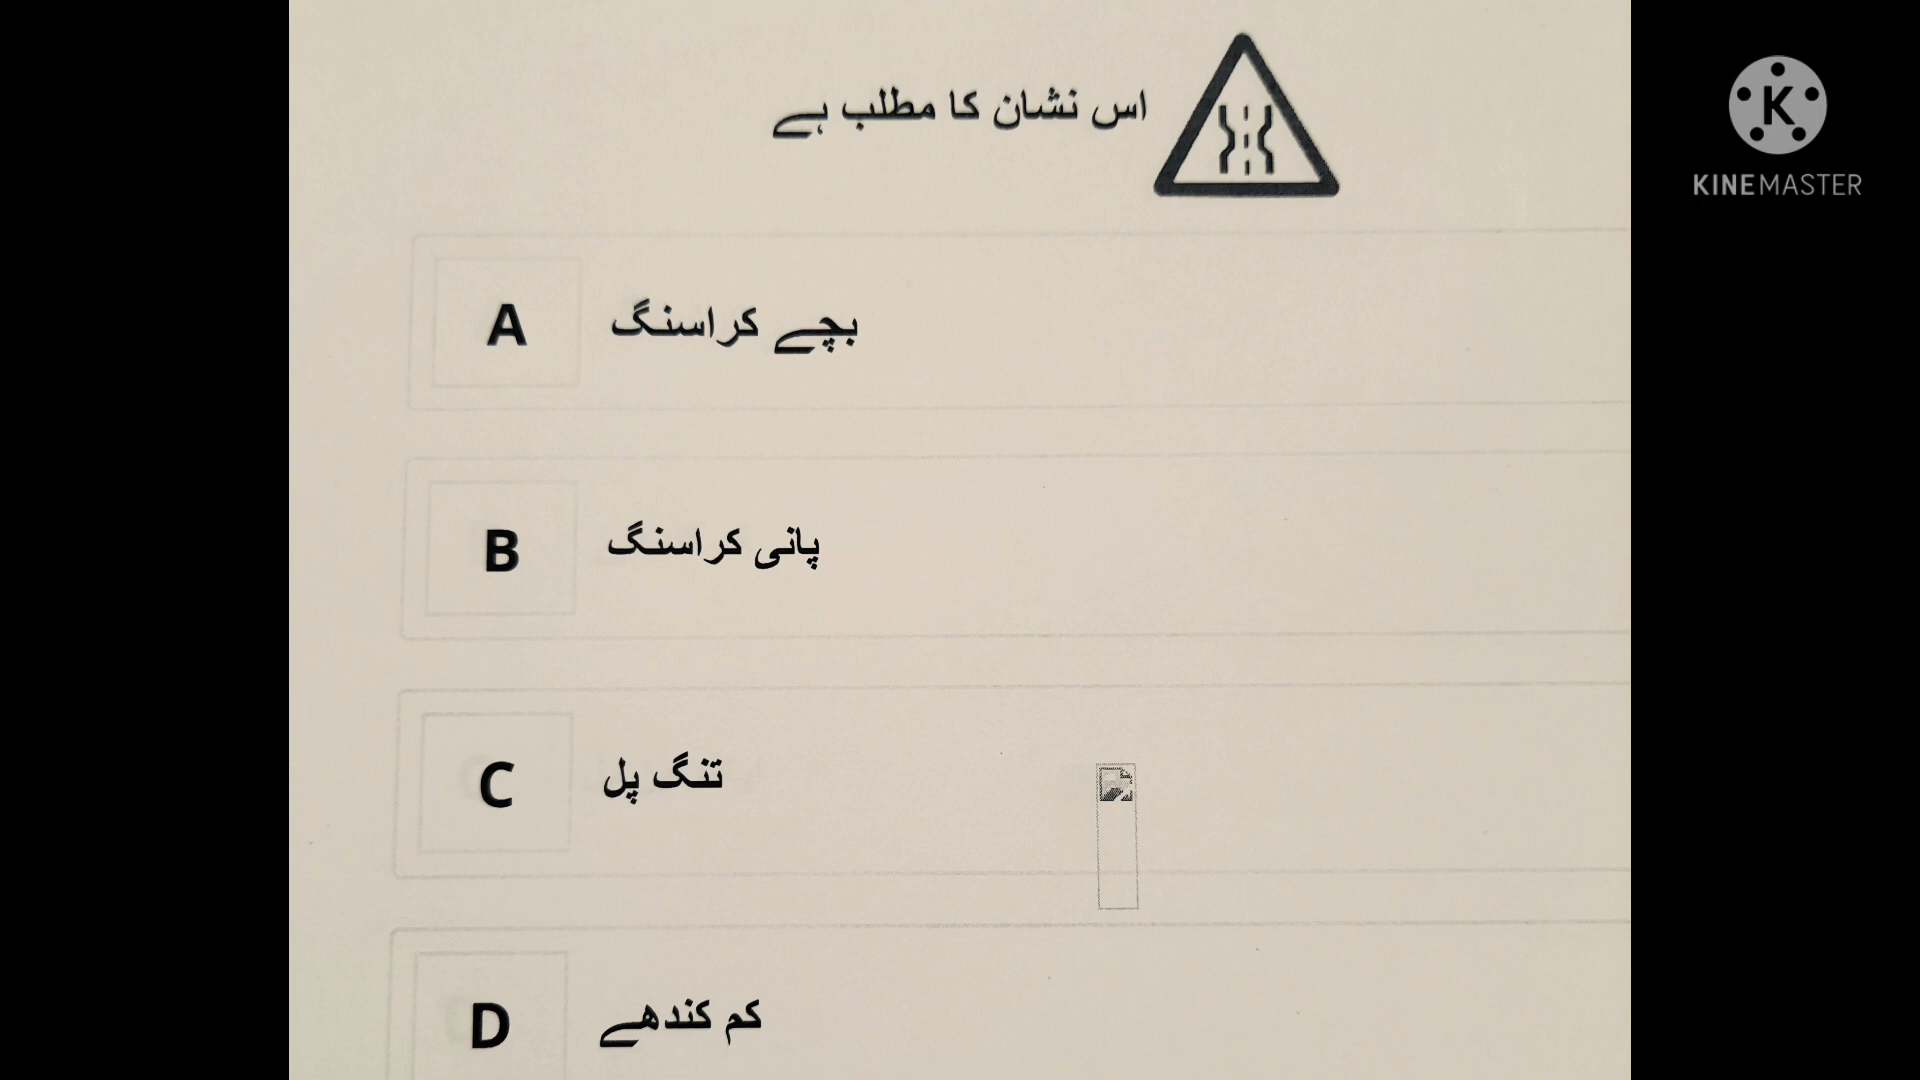 اس نشان کا مطلب ہے
A بچے کراسنگ
B پانی کراسنگ
C تنگ پل
D کم کندھے
K
KINEMASTER